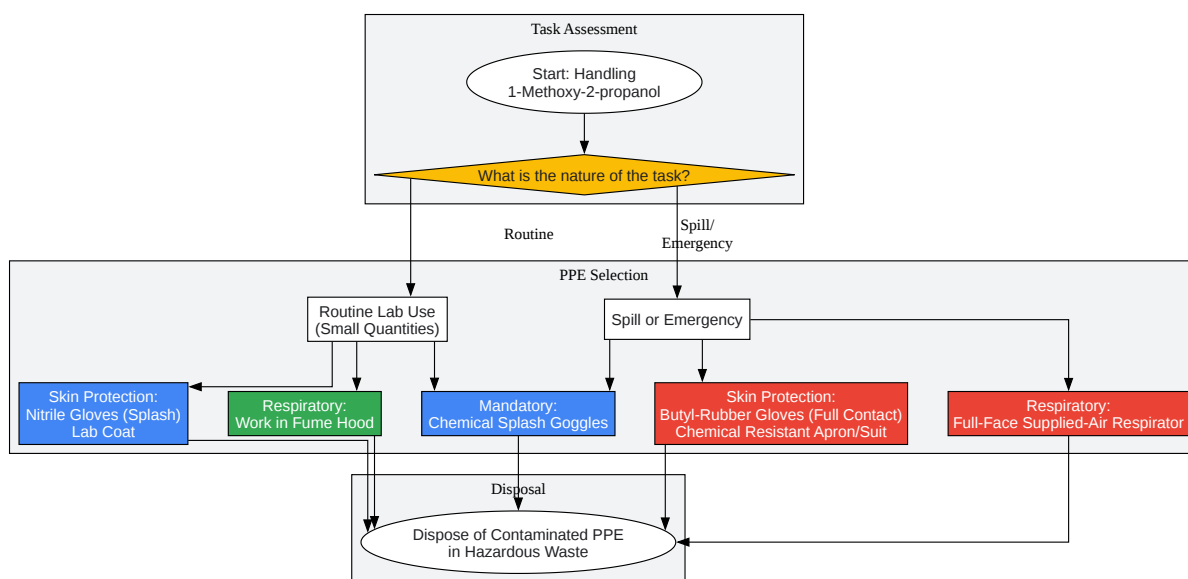 Task Assessment
Start: Handling
1-Methoxy-2-propanol
What is the nature of the task?
Routine
Spill/
Emergency
PPE Selection
Routine Lab Use
(Small Quantities)
Spill or Emergency
Skin Protection:
Nitrile Gloves (Splash)
Lab Coat
Respiratory:
Work in Fume Hood
Mandatory:
Chemical Splash Goggles
Skin Protection:
Butyl-Rubber Gloves (Full Contact)
Chemical Resistant Apron/Suit
Respiratory:
Full-Face Supplied-Air Respirator
Disposal
Dispose of Contaminated PPE
in Hazardous Waste